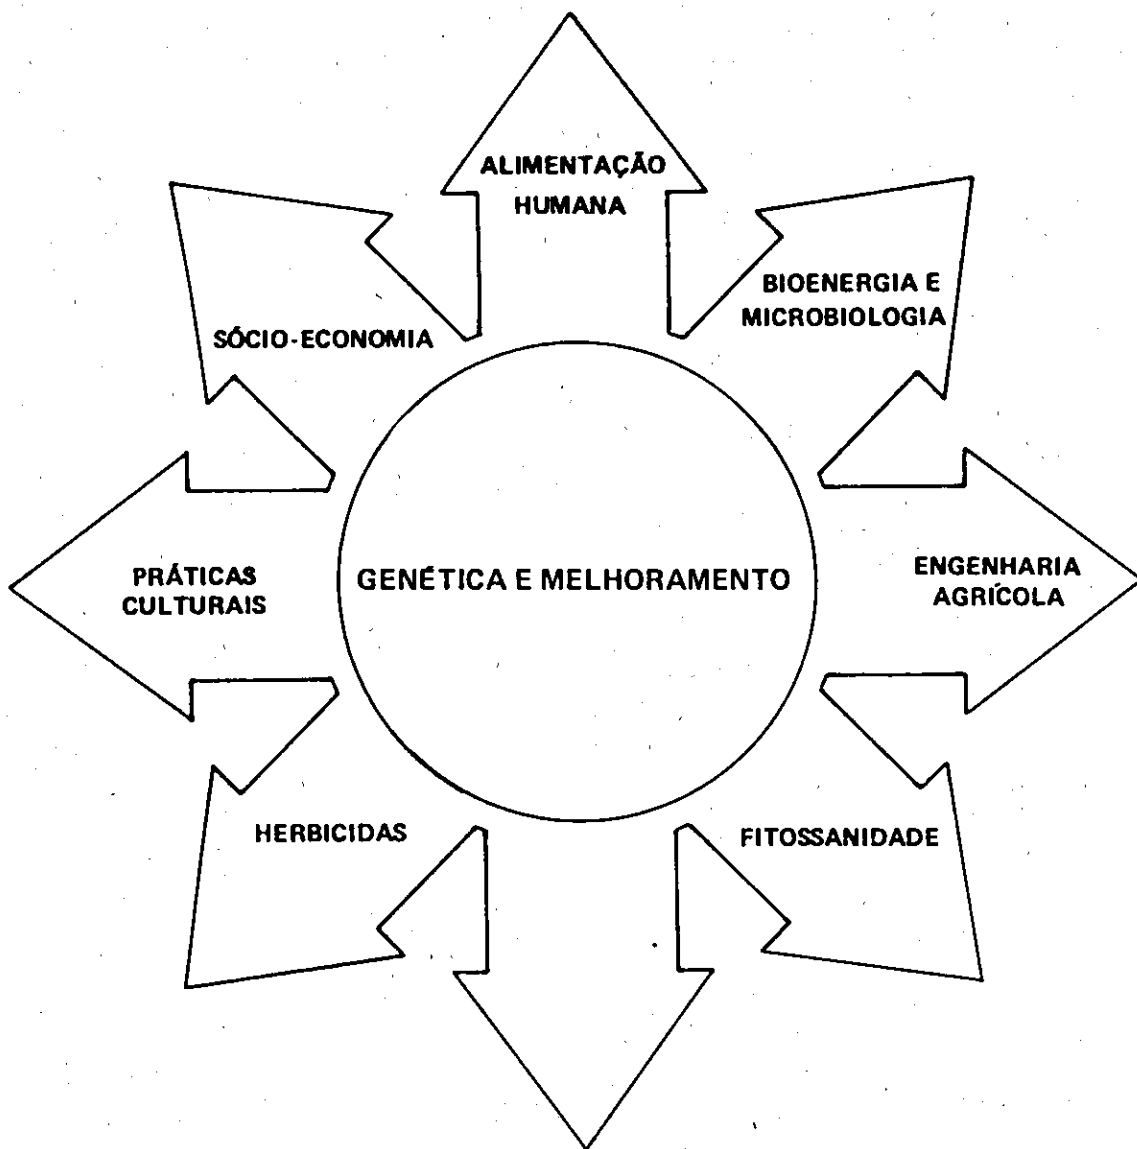 ALIMENTAÇÃO
HUMANA
BIOENERGIA E
MICROBIOLOGIA
SÓCIO-ECONOMIA
PRÁTICAS
CULTURAIS
GENÉTICA E MELHORAMENTO
ENGENHARIA
AGRÍCOLA
HERBICIDAS
FITOSSANIDADE